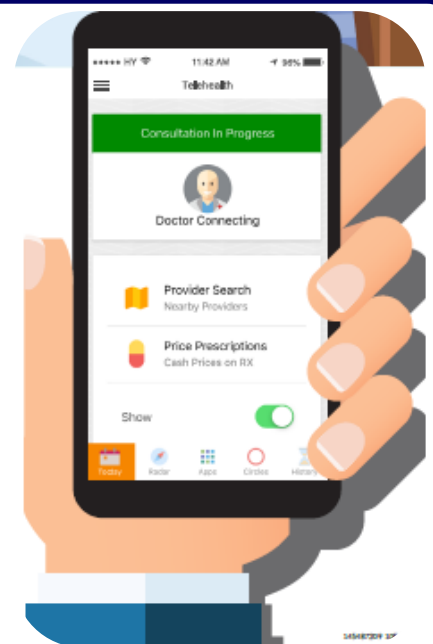 HY 11:42 AM 96%
Telehealth
Consultation In Progress
Doctor Connecting
Provider Search
Nearby Providers
Price Prescriptions
Cash Prices on RX
Show
Today Radar Apps Circles History